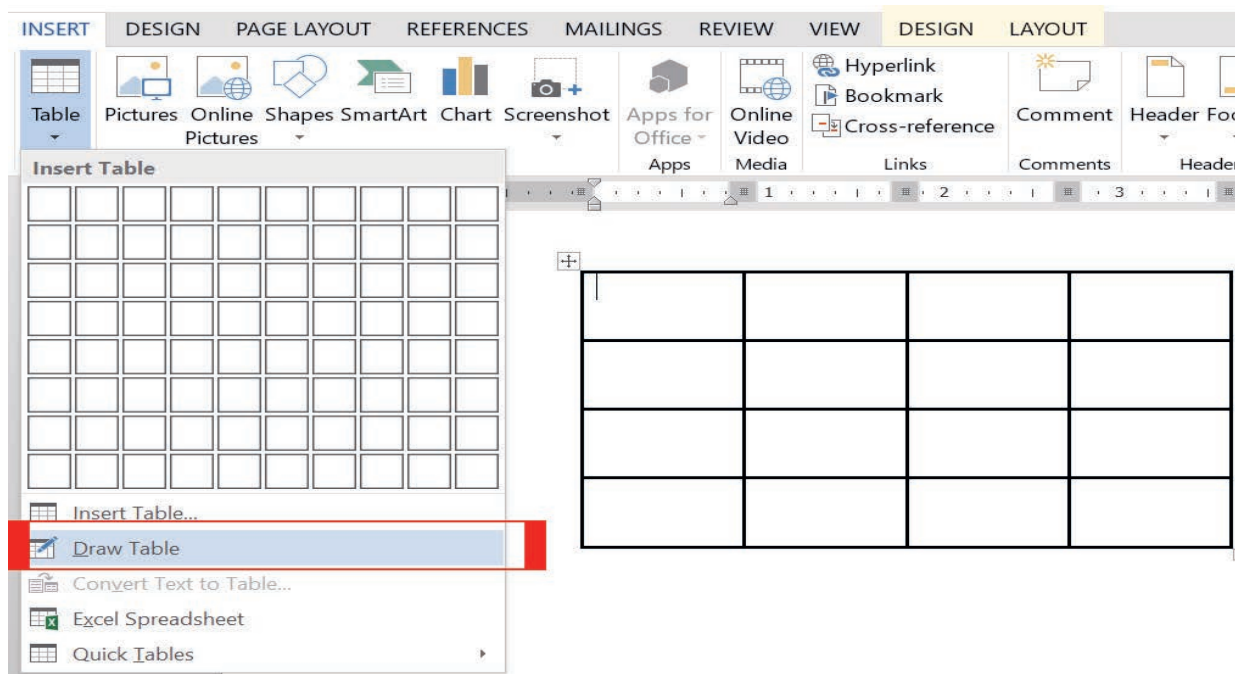 INSERT DESIGN PAGE LAYOUT REFERENCES MAILINGS REVIEW VIEW DESIGN LAYOUT
Table Pictures Online Pictures Shapes SmartArt Chart Screenshot Apps for Office Online Video
Hyperlink
Bookmark
Cross-reference
Comment Header
Apps Media Links Comments
Insert Table
1 2 3
Insert Table...
Draw Table
Convert Text to Table...
Excel Spreadsheet
Quick Tables